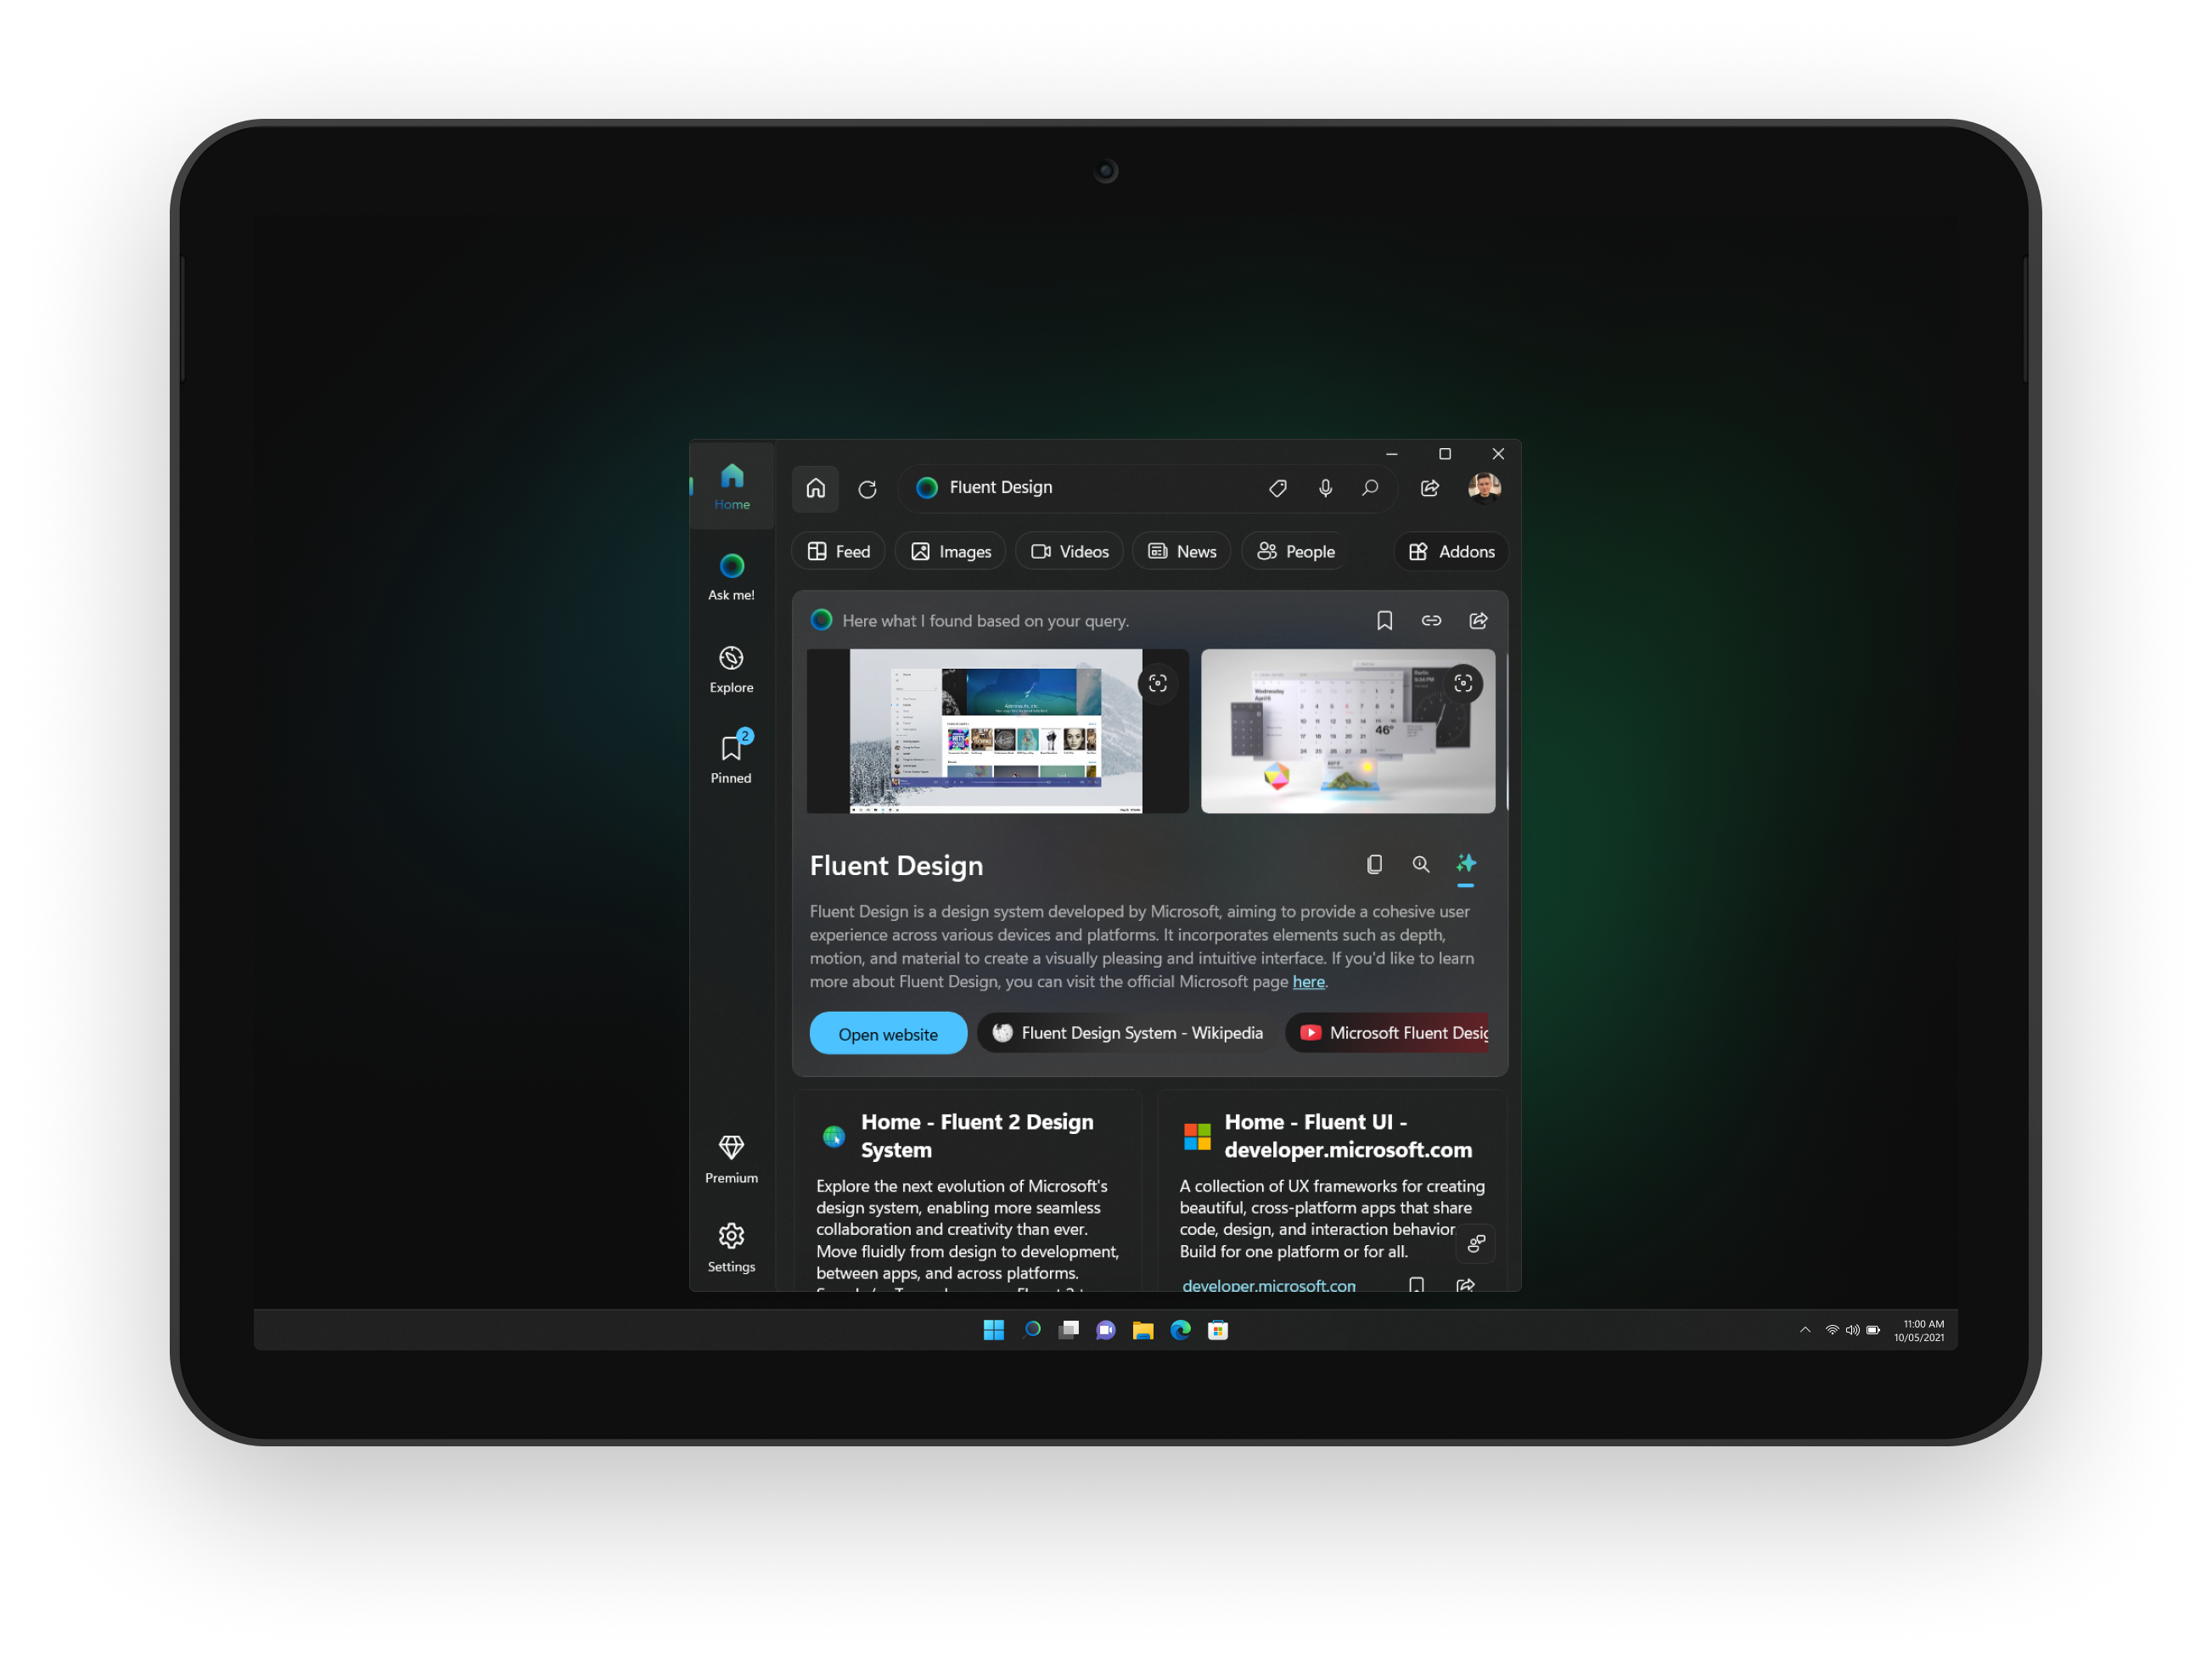 Home
Ask me!
Explore
2
Pinned
Premium
Settings
Fluent Design
Feed
Images
Videos
News
People
Addons
Here what I found based on your query.
Wednesday
Berlin
46°
Fluent Design
Fluent Design is a design system developed by Microsoft, aiming to provide a cohesive user
experience across various devices and platforms. It incorporates elements such as depth,
motion, and material to create a visually pleasing and intuitive interface. If you'd like to learn
more about Fluent Design, you can visit the official Microsoft page here.
Open website
Fluent Design System - Wikipedia
Microsoft Fluent Desig
Home - Fluent 2 Design
System
Explore the next evolution of Microsoft's
design system, enabling more seamless
collaboration and creativity than ever.
Move fluidly from design to development,
between apps, and across platforms.
Home - Fluent UI -
developer.microsoft.com
A collection of UX frameworks for creating
beautiful, cross-platform apps that share
code, design, and interaction behavior.
Build for one platform or for all.
developer.microsoft.con
11:00 AM
10/05/2021